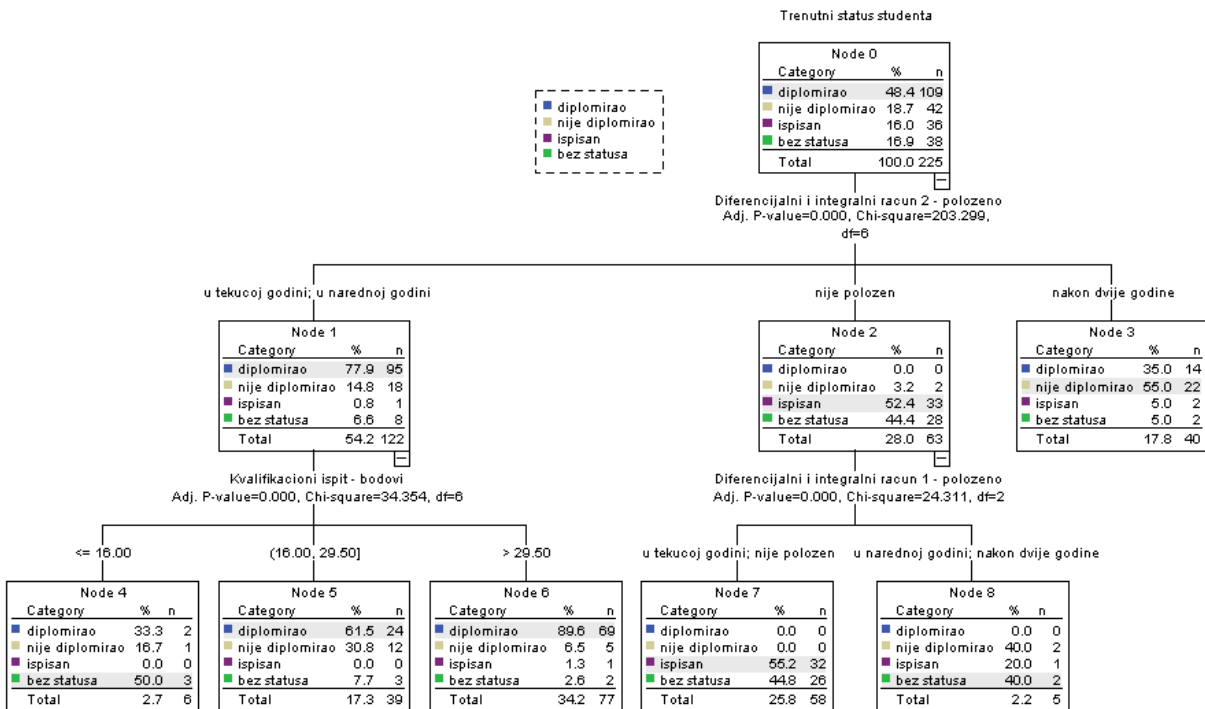 Trenutni status studenta
Node 0
Category % n
diplomirao 48.4 109
nije diplomirao 18.7 42
ispisan 16.0 36
bez statusa 16.9 38
Total 100.0 225
diplomirao
nije diplomirao
ispisan
bez statusa
Diferencijalni i integralni racun 2 - polozeno
Adj. P-value=0.000, Chi-square=203.299,
df=6
u tekucoj godini; u narednoj godini
nije polozen
nakon dvije godine
Node 1
Category % n
diplomirao 77.9 95
nije diplomirao 14.8 18
ispisan 0.8 1
bez statusa 6.6 8
Total 54.2 122
Node 2
Category % n
diplomirao 0.0 0
nije diplomirao 3.2 2
ispisan 52.4 33
bez statusa 44.4 28
Total 28.0 63
Node 3
Category % n
diplomirao 35.0 14
nije diplomirao 55.0 22
ispisan 5.0 2
bez statusa 5.0 2
Total 17.8 40
Kvalifikacioni ispit - bodovi
Adj. P-value=0.000, Chi-square=34.354, df=6
Diferencijalni i integralni racun 1 - polozeno
Adj. P-value=0.000, Chi-square=24.311, df=2
<= 16.00
(16.00, 29.50]
> 29.50
u tekucoj godini; nije polozen
u narednoj godini; nakon dvije godine
Node 4
Category % n
diplomirao 33.3 2
nije diplomirao 16.7 1
ispisan 0.0 0
bez statusa 50.0 3
Total 2.7 6
Node 5
Category % n
diplomirao 61.5 24
nije diplomirao 30.8 12
ispisan 0.0 0
bez statusa 7.7 3
Total 17.3 39
Node 6
Category % n
diplomirao 89.6 69
nije diplomirao 6.5 5
ispisan 1.3 1
bez statusa 2.6 2
Total 34.2 77
Node 7
Category % n
diplomirao 0.0 0
nije diplomirao 0.0 0
ispisan 55.2 32
bez statusa 44.8 26
Total 25.8 58
Node 8
Category % n
diplomirao 0.0 0
nije diplomirao 40.0 2
ispisan 20.0 1
bez statusa 40.0 2
Total 2.2 5